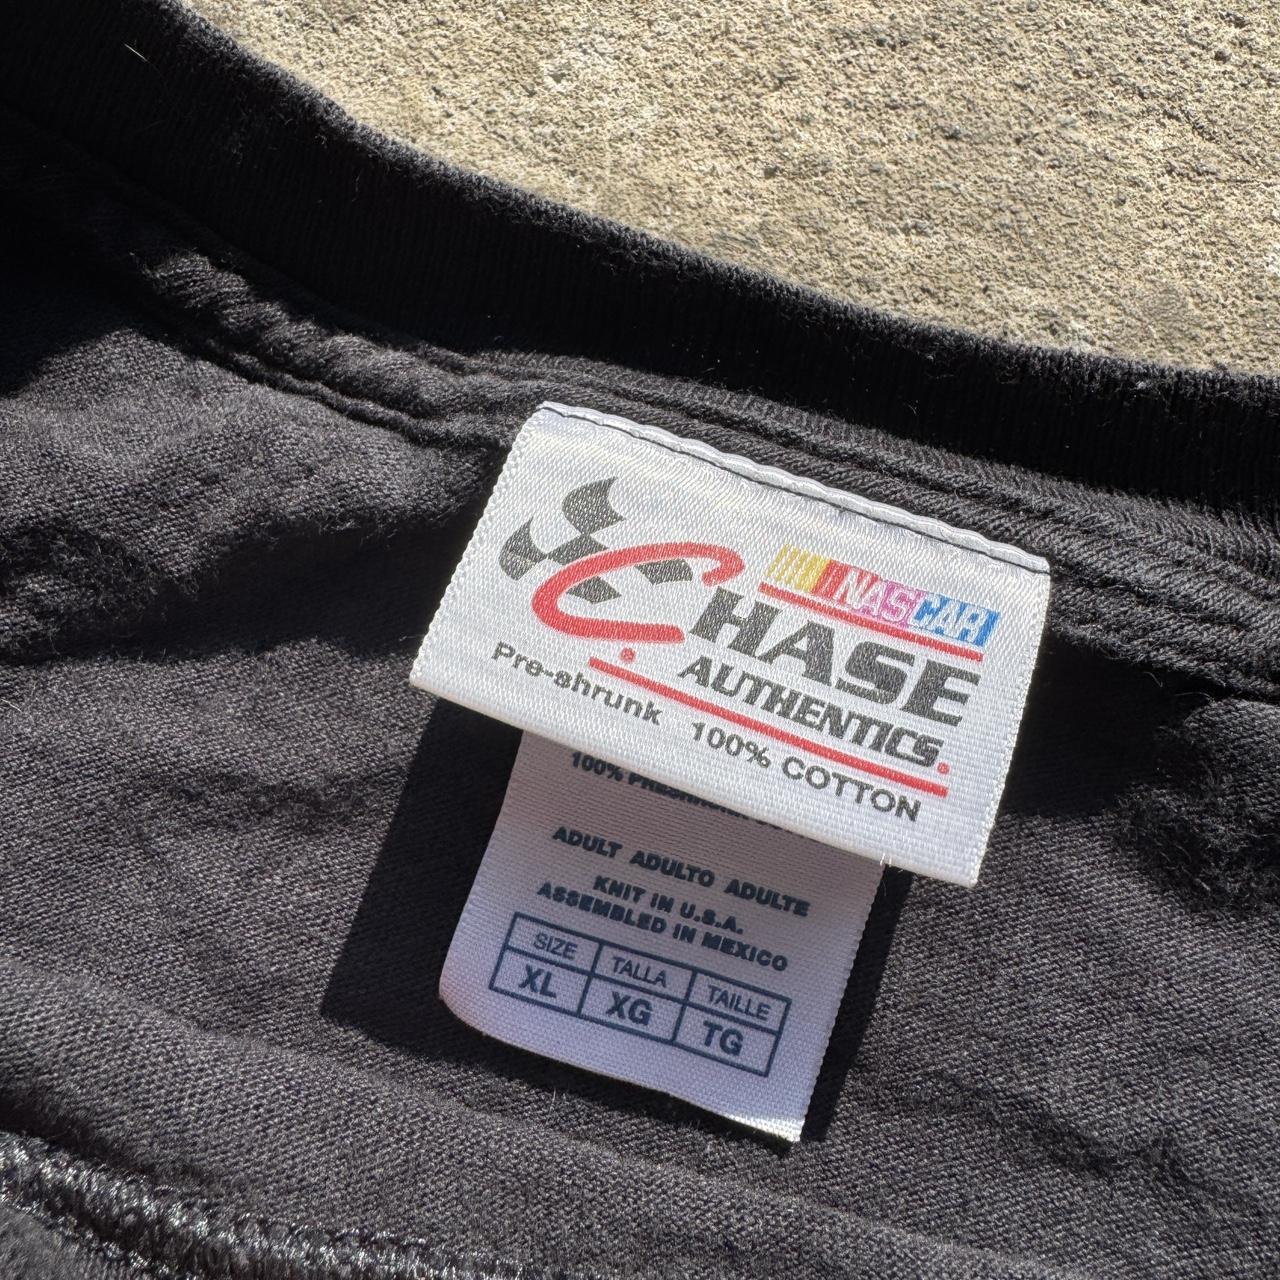 NASCAR
CHASE
AUTHENTICS
Pre-shrunk 100% COTTON
100%
ADULT ADULTO ADULTE
KNIT IN U.S.A.
ASSEMBLED IN MEXICO
SIZE TALLA TAILLE
XL XG TG